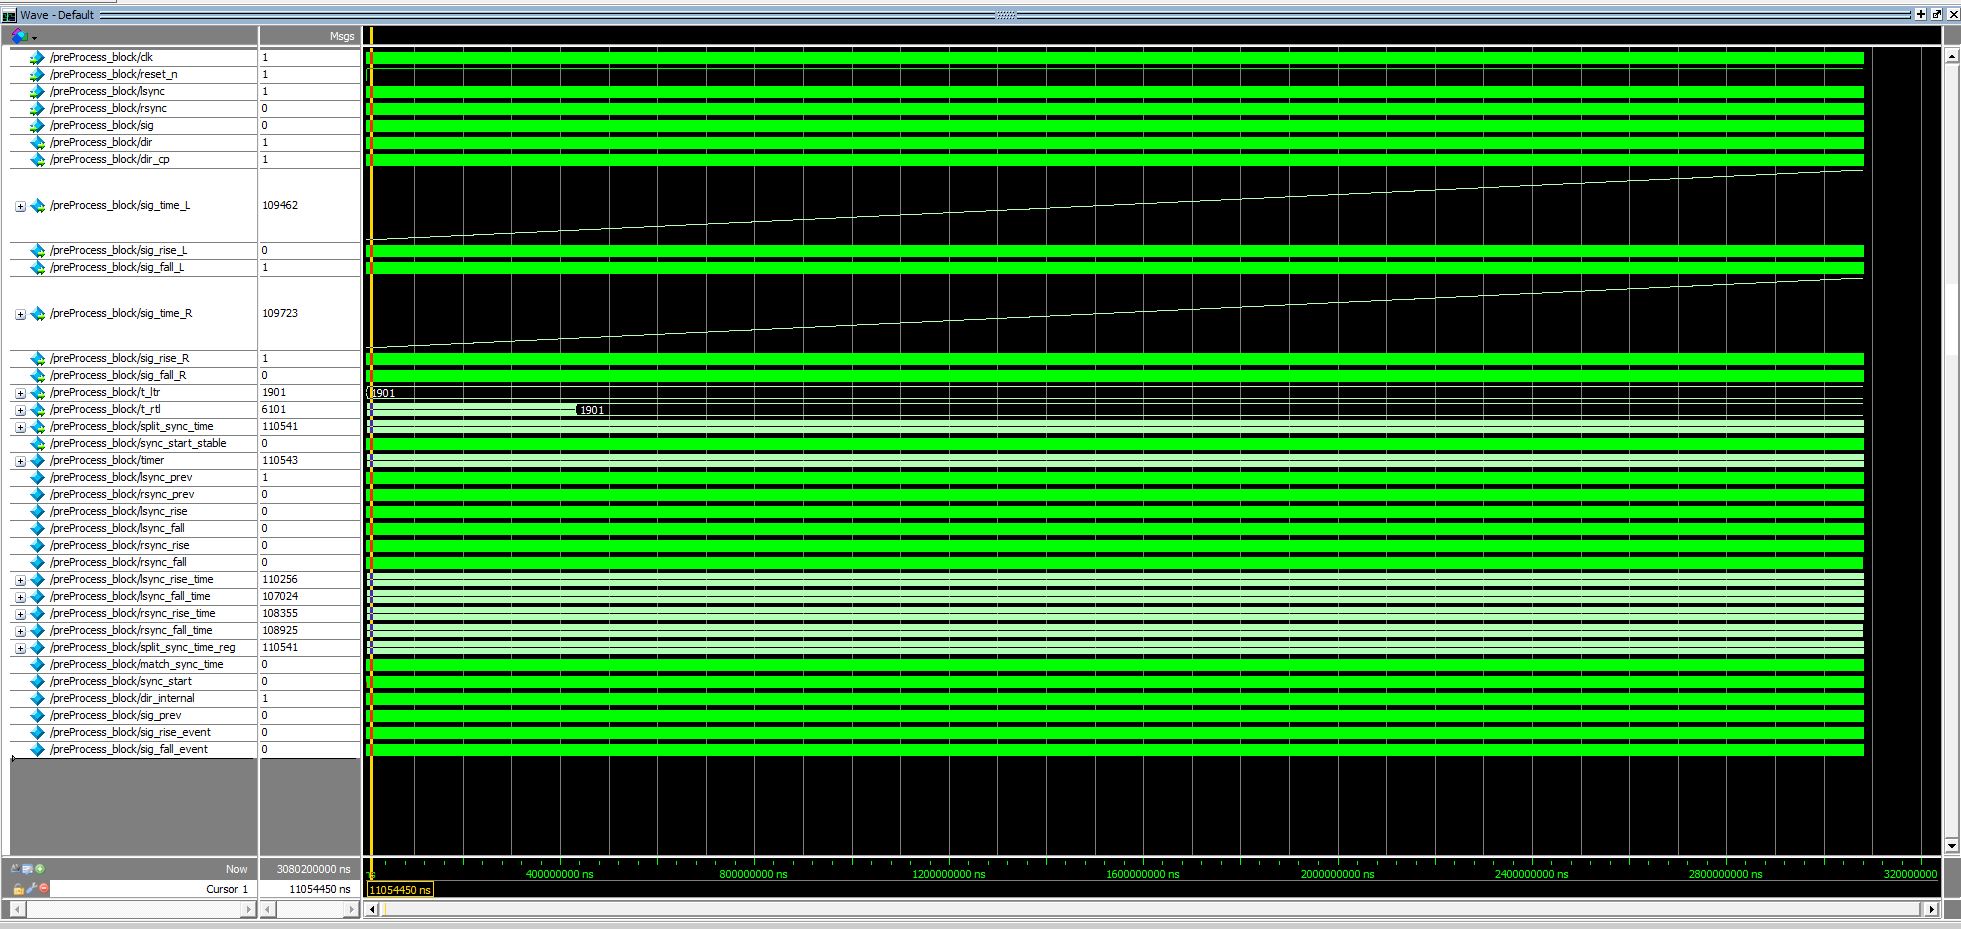 Wave - Default
Msgs
/preProcess_block/clk 1
/preProcess_block/reset_n 1
/preProcess_block/lsync 1
/preProcess_block/rsync 0
/preProcess_block/sig 0
/preProcess_block/dir 1
/preProcess_block/dir_cp 1
/preProcess_block/sig_time_L 109462
/preProcess_block/sig_rise_L 0
/preProcess_block/sig_fall_L 1
/preProcess_block/sig_time_R 109723
/preProcess_block/sig_rise_R 1
/preProcess_block/sig_fall_R 0
/preProcess_block/t_ltr 1901 1901
/preProcess_block/t_rtl 6101 1901
/preProcess_block/split_sync_time 110541
/preProcess_block/sync_start_stable 0
/preProcess_block/timer 110543
/preProcess_block/lsync_prev 1
/preProcess_block/rsync_prev 0
/preProcess_block/lsync_rise 0
/preProcess_block/lsync_fall 0
/preProcess_block/rsync_rise 0
/preProcess_block/rsync_fall 0
/preProcess_block/lsync_rise_time 110256
/preProcess_block/lsync_fall_time 107024
/preProcess_block/rsync_rise_time 108355
/preProcess_block/rsync_fall_time 108925
/preProcess_block/split_sync_time_reg 110541
/preProcess_block/match_sync_time 0
/preProcess_block/sync_start 0
/preProcess_block/dir_internal 1
/preProcess_block/sig_prev 0
/preProcess_block/sig_rise_event 0
/preProcess_block/sig_fall_event 0
Now 3080200000 ns 400000000 ns 800000000 ns 1200000000 ns 1600000000 ns 2000000000 ns 2400000000 ns 2800000000 ns 320000000
Cursor 1 11054450 ns 11054450 ns